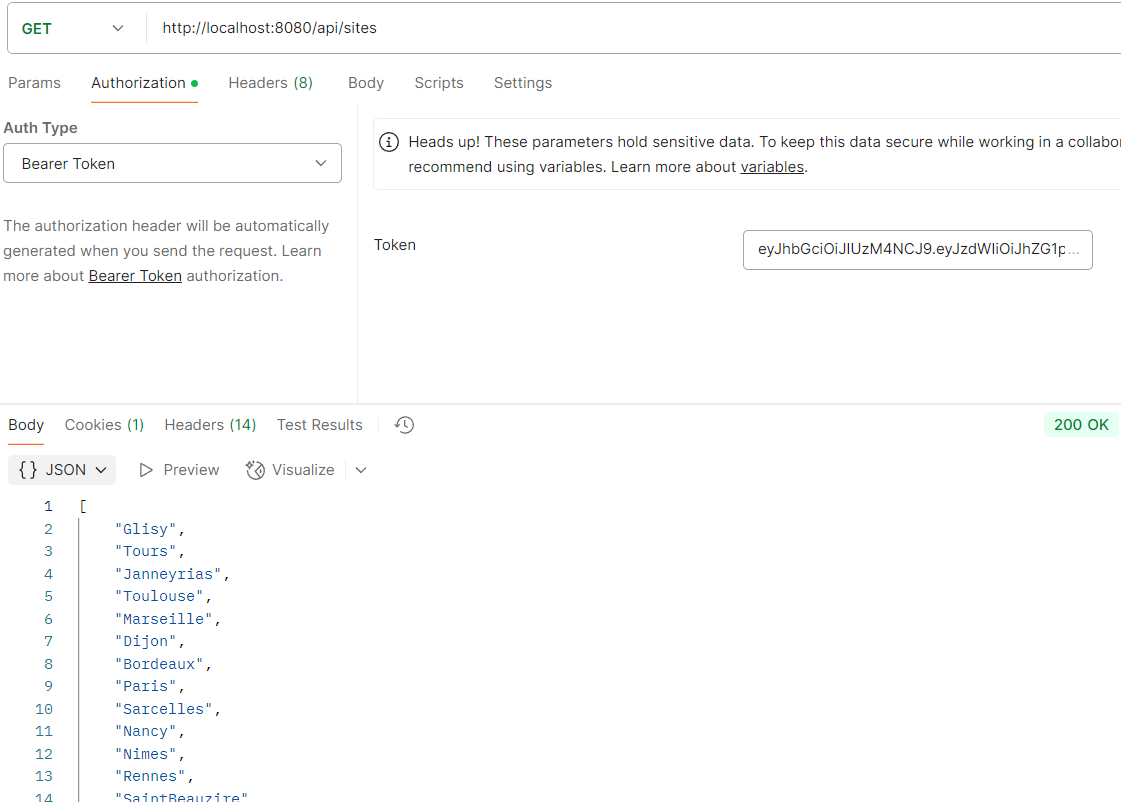 GET http://localhost:8080/api/sites
Params Authorization Headers (8) Body Scripts Settings
Auth Type
Bearer Token
The authorization header will be automatically
generated when you send the request. Learn
more about Bearer Token authorization.
Heads up! These parameters hold sensitive data. To keep this data secure while working in a collabor
recommend using variables. Learn more about variables.
Token
eyJhbGciOiJIUzM4NCJ9.eyJzdWIiOiJhZG1p...
Body Cookies (1) Headers (14) Test Results
200 OK
{} JSON Preview Visualize
1 [
2 "Glisy",
3 "Tours",
4 "Janneyrias",
5 "Toulouse",
6 "Marseille",
7 "Dijon",
8 "Bordeaux",
9 "Paris",
10 "Sarcelles",
11 "Nancy",
12 "Nimes",
13 "Rennes",
14 "SaintBeauzire"